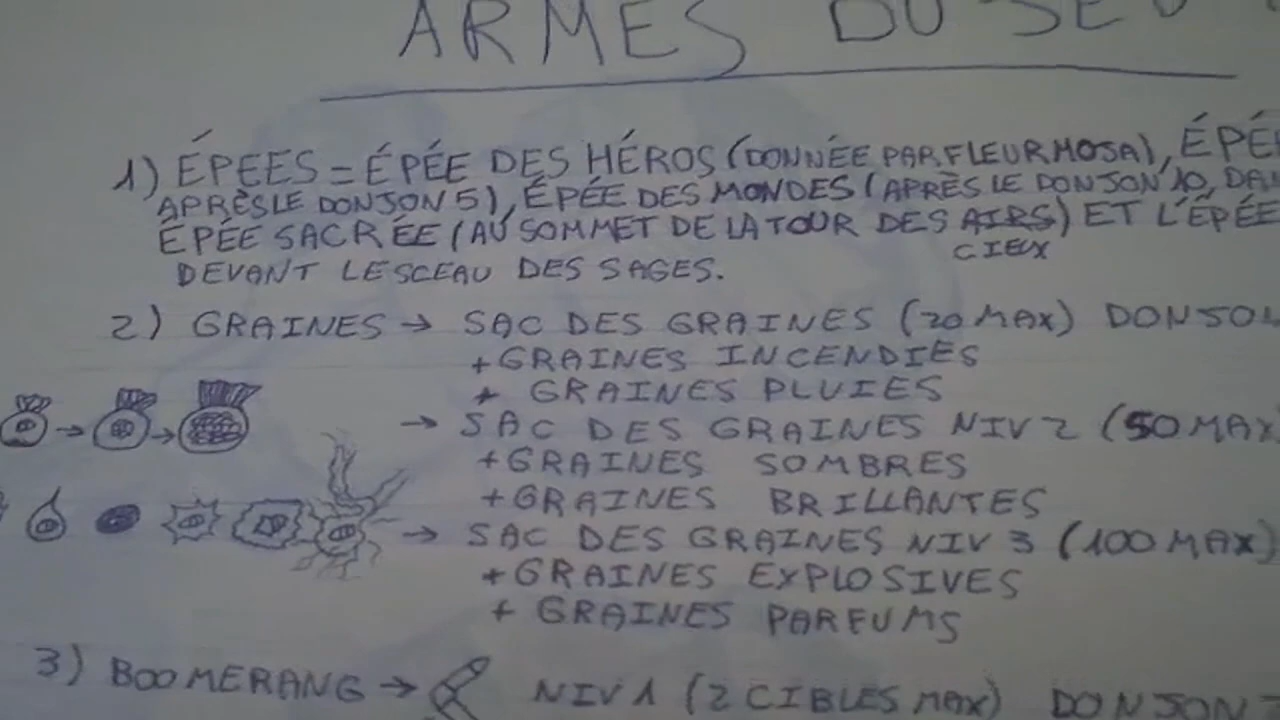 ARMES DU
1) ÉPEES = ÉPÉE DES HÉROS (DONNÉE PAR FLEUR MOSA),
APRÈS LE DONJON 5), ÉPÉE DES MONDES (APRÈS LE DONJON 10,
ÉPÉE SACRÉE (AU SOMMET DE LA TOUR DES AIRS) ET L'ÉPÉE
CIEUX
DEVANT LE SCEAU DES SAGES.
2) GRAINES → SAC DES GRAINES (20 MAX)
+ GRAINES INCENDIES
+ GRAINES PLUIES
→ SAC DES GRAINES NIV 2 (50 MAX
+ GRAINES SOMBRES
+ GRAINES BRILLANTES
→ SAC DES GRAINES NIV 3 (100 MAX)
+ GRAINES EXPLOSIVES
+ GRAINES PARFUMS
3) BOOMERANG → NIV 1 (2 CIBLES MAX) DONJON